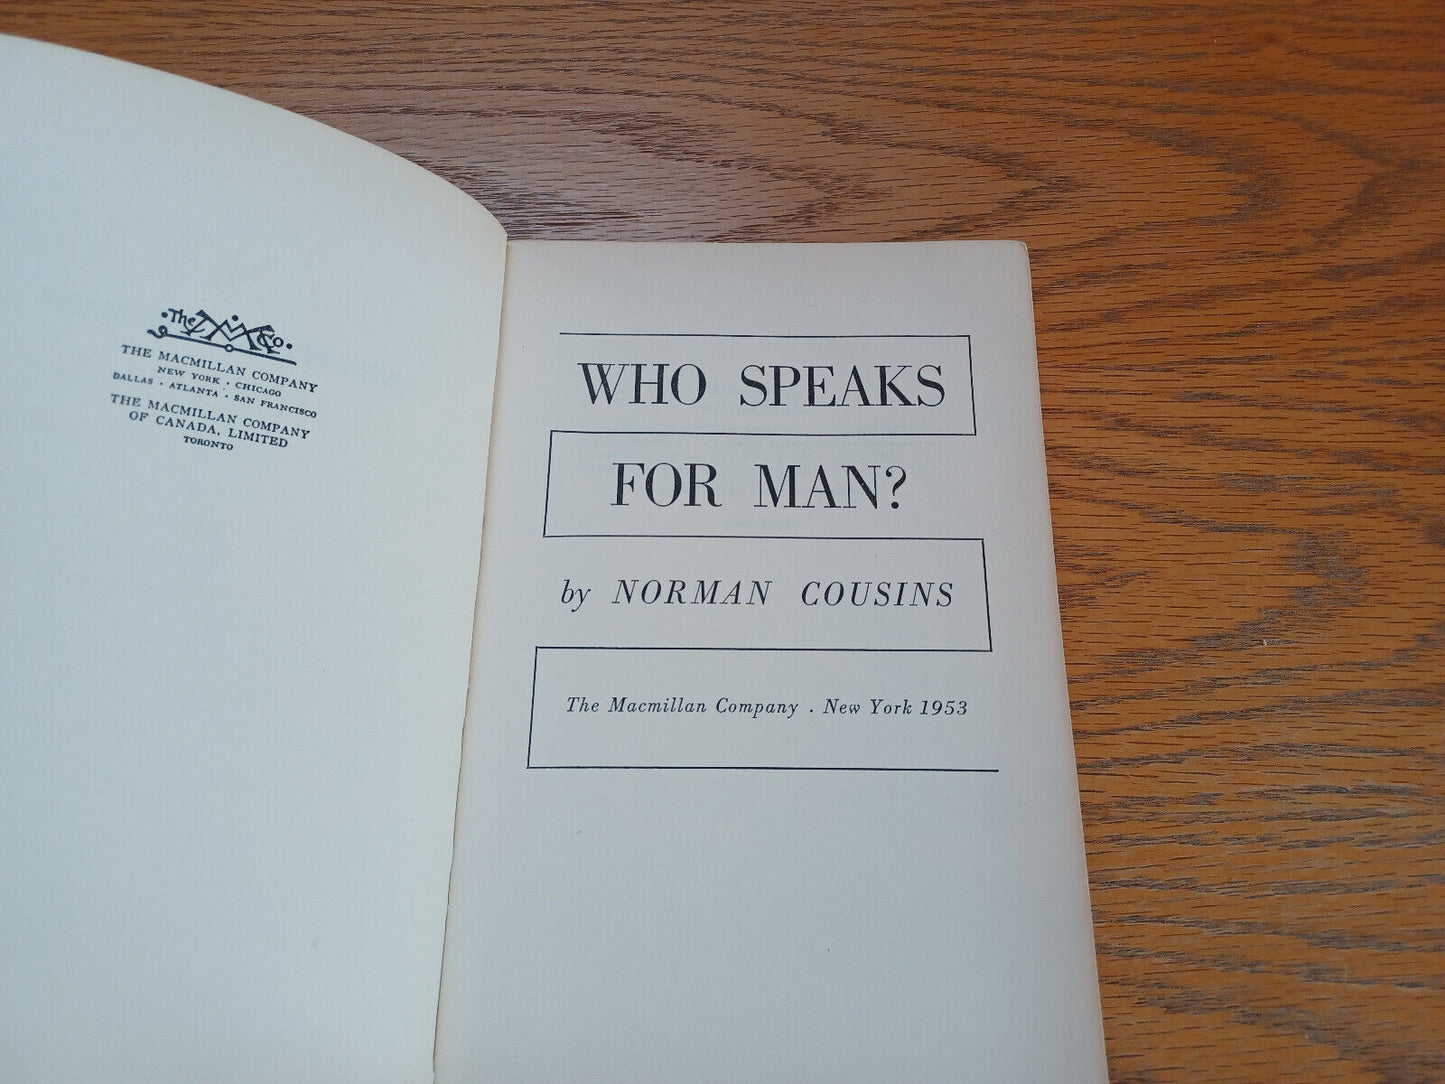 The M Co.
THE MACMILLAN COMPANY
NEW YORK · CHICAGO
DALLAS · ATLANTA · SAN FRANCISCO
THE MACMILLAN COMPANY
OF CANADA, LIMITED
TORONTO
WHO SPEAKS
FOR MAN?
by NORMAN COUSINS
The Macmillan Company . New York 1953